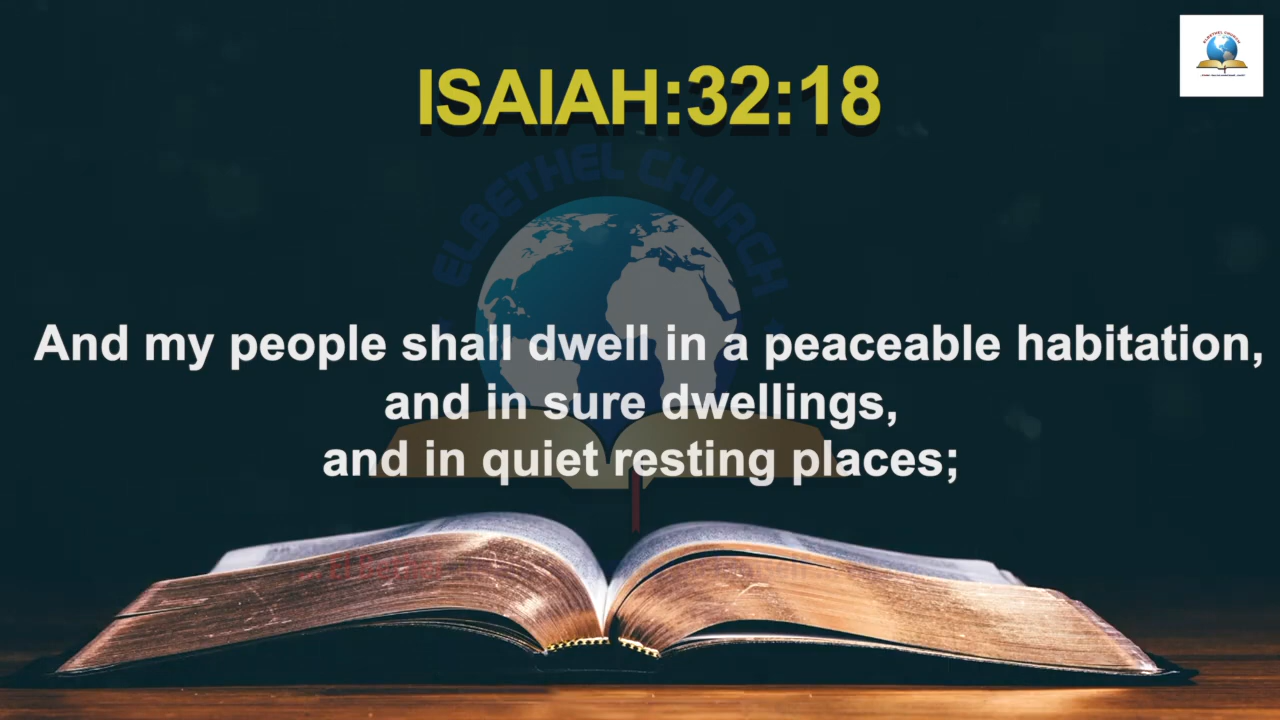 ISAIAH:32:18
ELBETHEL CHURCH
And my people shall dwell in a peaceable habitation,
and in sure dwellings,
and in quiet resting places;